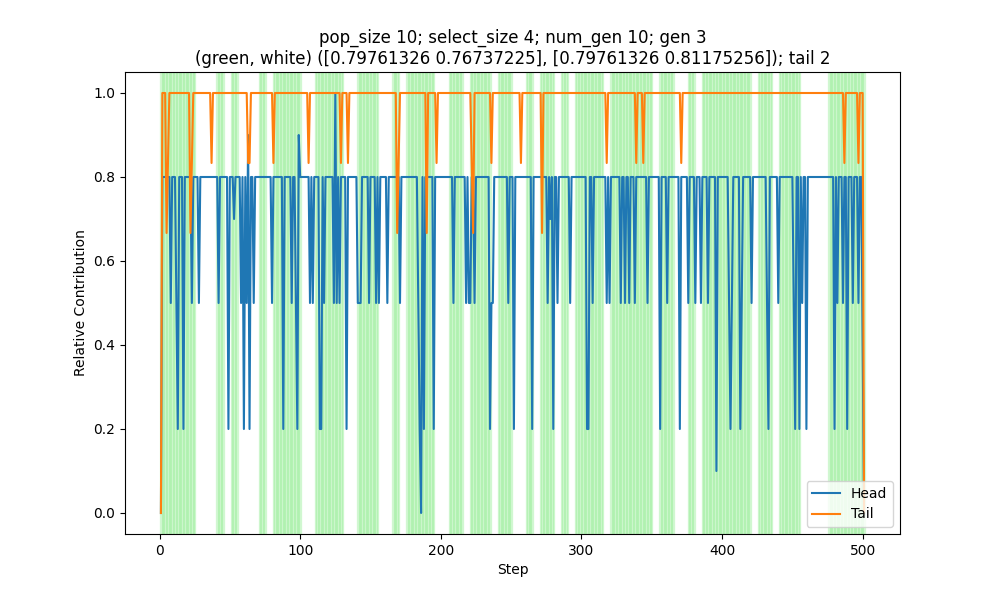 pop_size 10; select_size 4; num_gen 10; gen 3
(green, white) ([0.79761326 0.76737225], [0.79761326 0.81175256]); tail 2
1.0
0.8
0.6
0.4
0.2
0.0
Relative Contribution
0
100
200
300
400
500
Step
Head
Tail